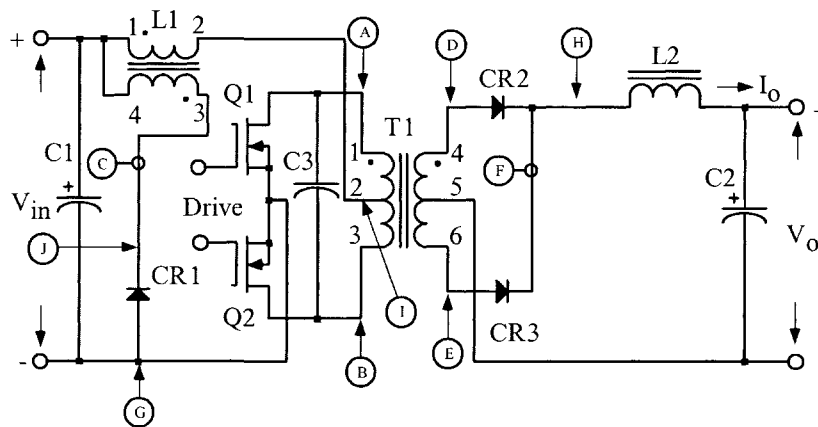 1 L1 2
+
A
D
H
L2
Io
CR2
Q1
4 3
T1
+
C1
C
C3
1
4
F
C2
+
Vin
+
Drive
2
5
Vo
J
3
6
CR1
Q2
I
CR3
-
B
E
-
G